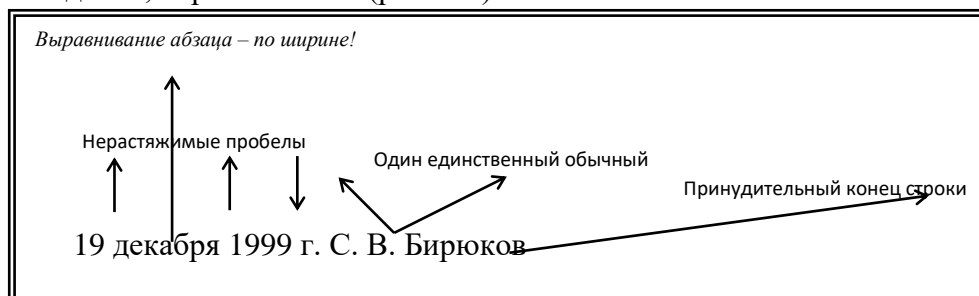 Выравнивание абзаца – по ширине!
Нерастяжимые пробелы
Один единственный обычный
Принудительный конец строки
19 декабря 1999 г. С. В. Бирюков